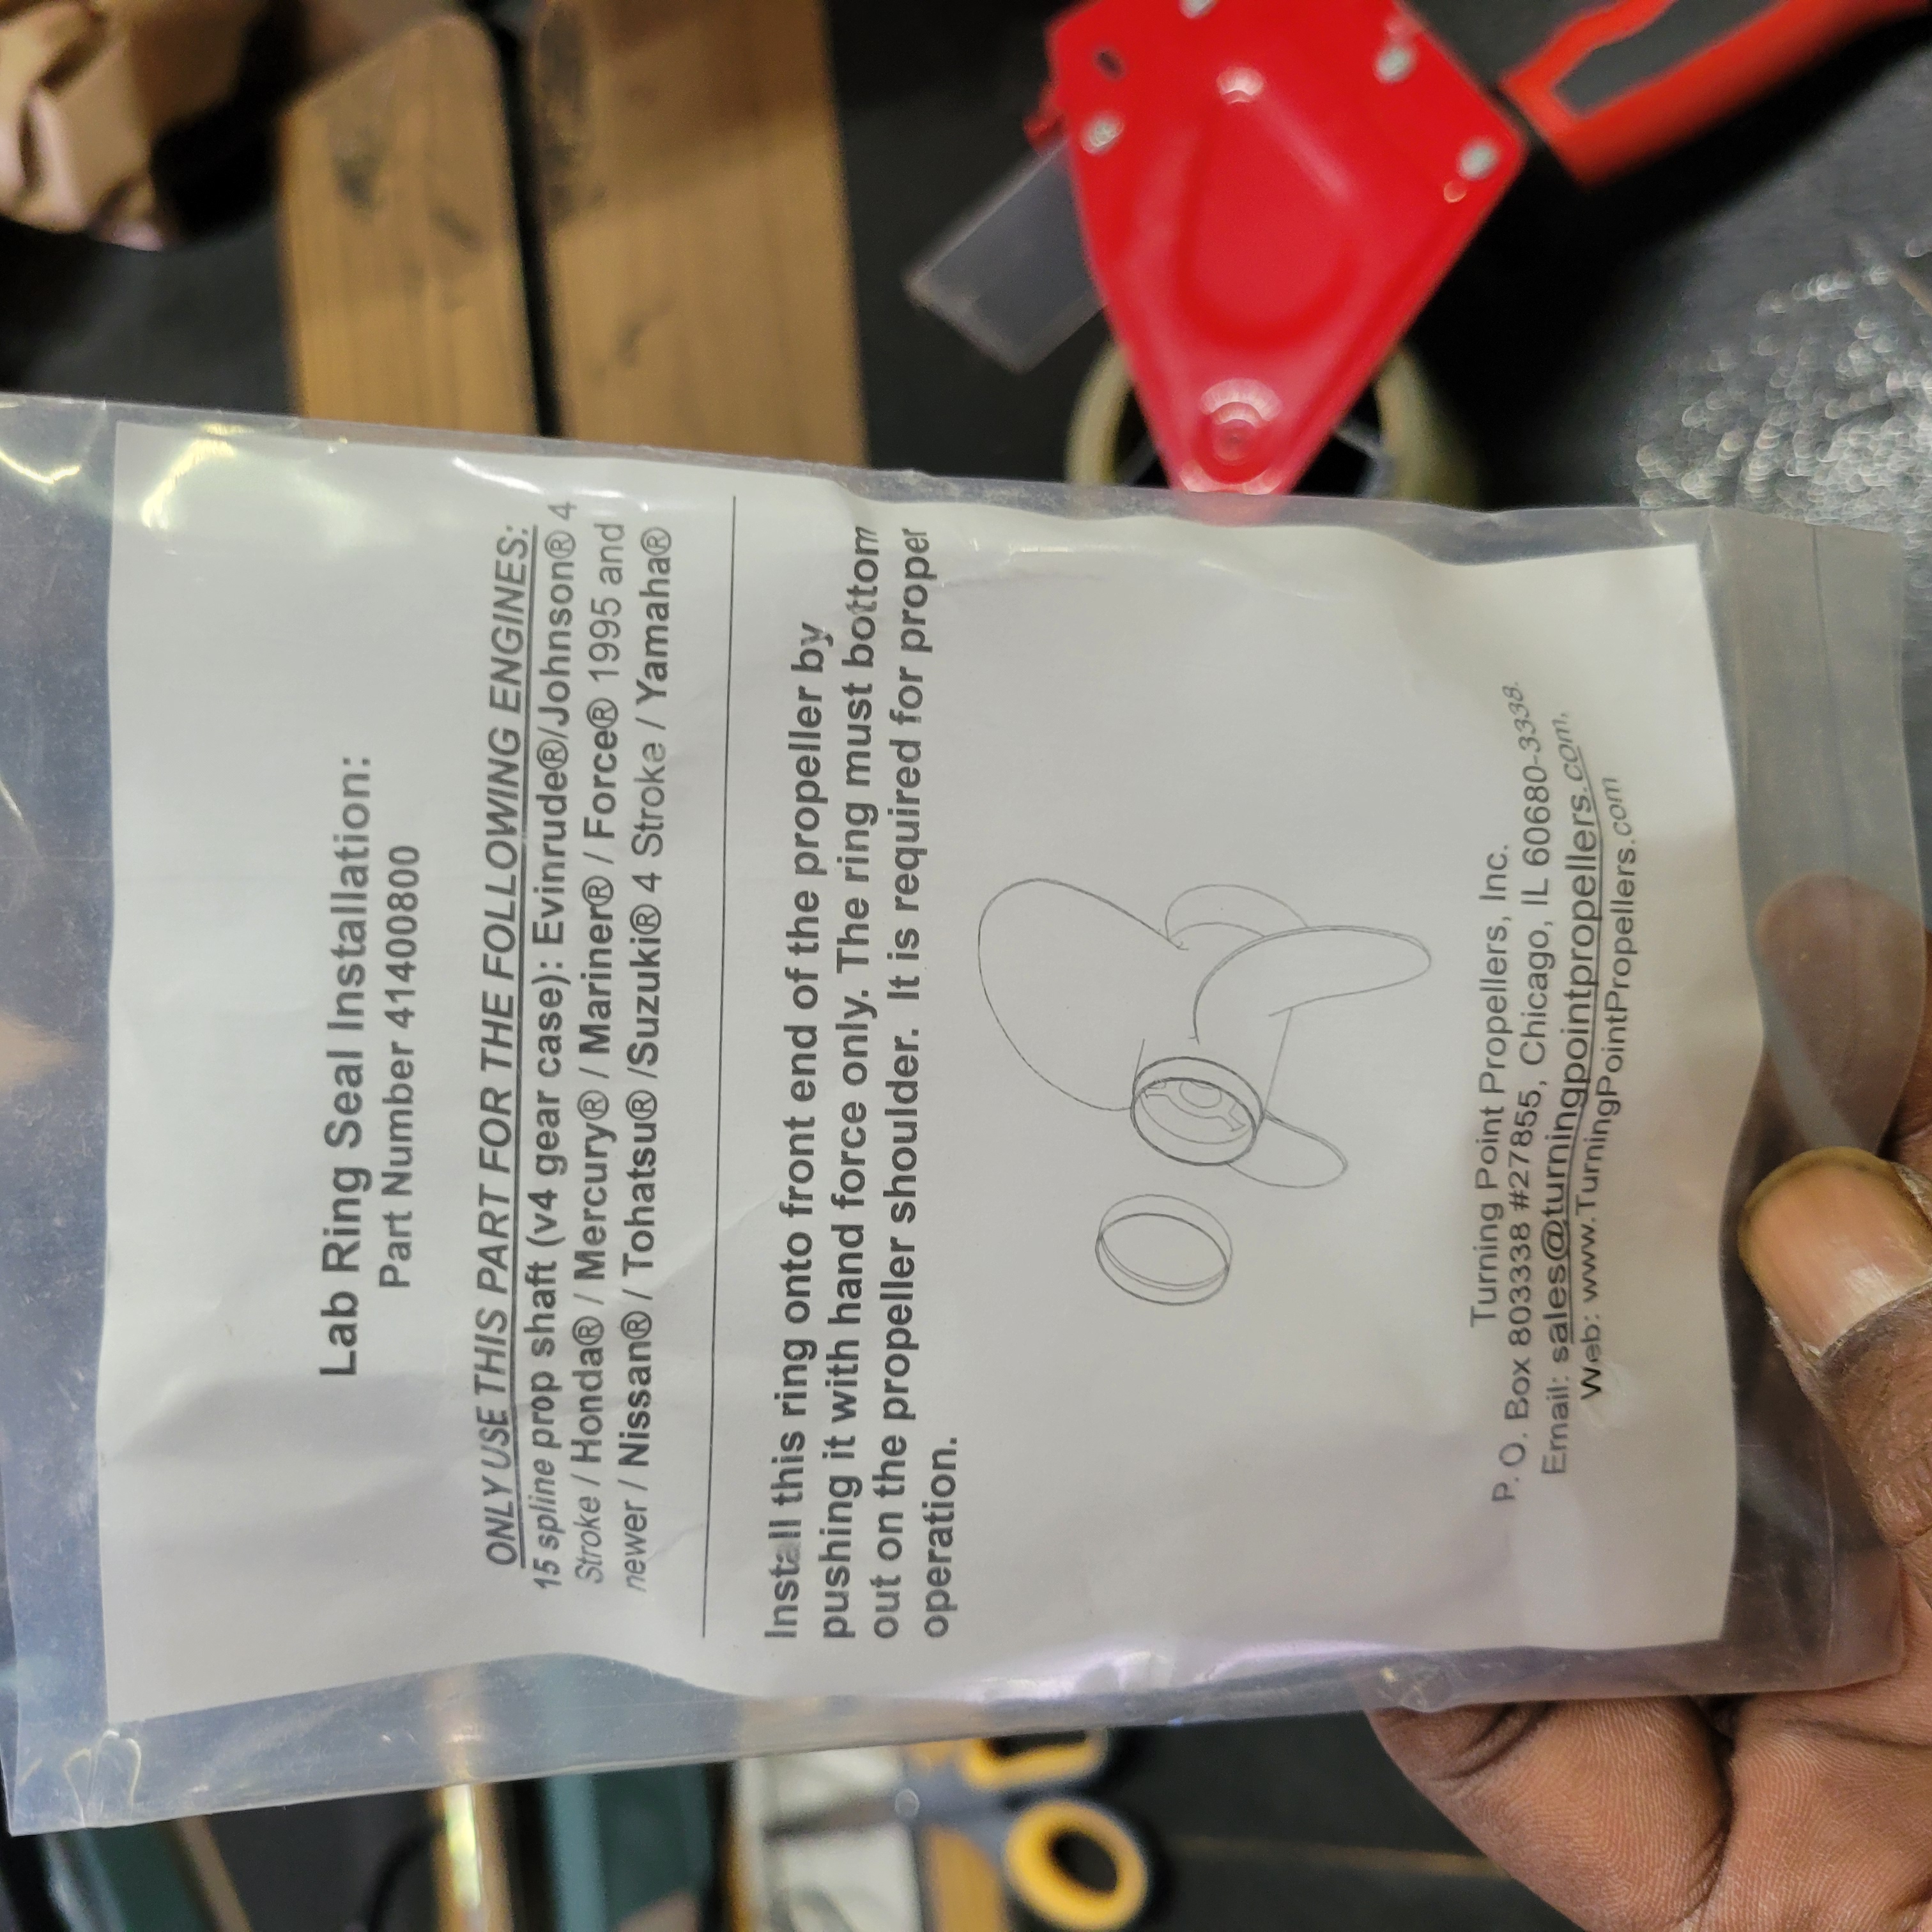 Lab Ring Seal Installation:
Part Number 41400800
ONLY USE THIS PART FOR THE FOLLOWING ENGINES:
15 spline prop shaft (v4 gear case): Evinrude®/Johnson® 4
Stroke / Honda® / Mercury® / Mariner® / Force® 1995 and
newer / Nissan® / Tohatsu® /Suzuki® 4 Stroke / Yamaha®
Install this ring onto front end of the propeller by
pushing it with hand force only. The ring must bottom
out on the propeller shoulder. It is required for proper
operation.
Turning Point Propellers, Inc.
P. O. Box 803338 #27855, Chicago, IL 60680-3338.
Email: sales@turningpointpropellers.com,
Web: www.TurningPointPropellers.com